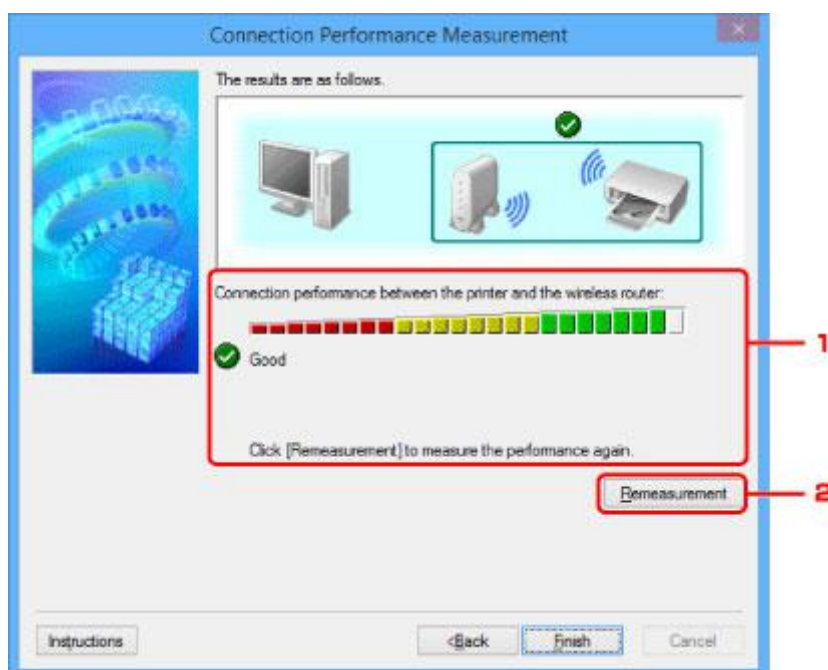 Connection Performance Measurement
The results are as follows.
Connection performance between the printer and the wireless router:
1
Good
Click [Remeasurement] to measure the performance again.
Remeasurement
2
Instructions
<Back
Finish
Cancel